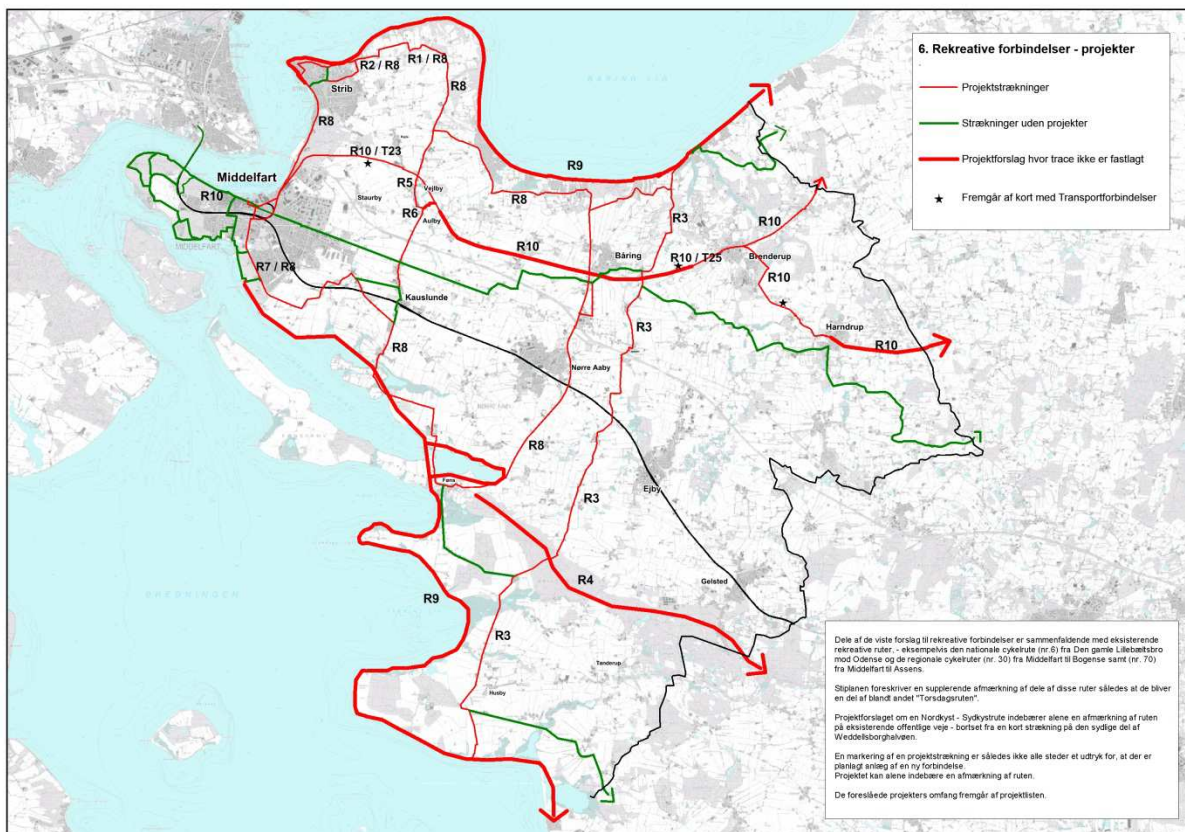 6. Rekreative forbindelser - projekter
Projektstrækninger
Strækninger uden projekter
Projektforslag hvor trace ikke er fastlagt
Fremgår af kort med Transportforbindelser
R2 / R8
R1 / R8
Strib
R8
R8
R10 / T23
R9
Middelfart
R10
R5
Vejlby
Staurby
R8
R6
Aulby
R3
R10
R10
Båring
R10 / T25
Brenderup
MIDDELFART
R7 / R8
R10
Kauslunde
R3
Harndrup
R10
R8
Nørre Aaby
R8
Føns
Ejby
R3
R4
Gelsted
R9
R3
Tanderup
Husby
Dele af de viste forslag til rekreative forbindelser er sammenfaldende med eksisterende
rekreative ruter, - eksempelvis den nationale cykelrute (nr.6) fra Den gamle Lillebæltsbro
mod Odense og de regionale cykelruter (nr. 30) fra Middelfart til Bogense samt (nr. 70)
fra Middelfart til Assens.
Stiplanen foreskriver en supplerende afmærkning af dele af disse ruter således at de bliver
en del af blandt andet "Torsdagsruten".
Projektforslaget om en Nordkyst - Sydkystrute indebærer alene en afmærkning af ruten
på eksisterende offentlige veje - bortset fra en kort strækning på den sydlige del af
Weddellsborghalvøen.
En markering af en projektstrækning er således ikke alle steder et udtryk for, at der er
planlagt anlæg af en ny forbindelse.
Projektet kan alene indebære en afmærkning af ruten.
De foreslåede projekters omfang fremgår af projektlisten.